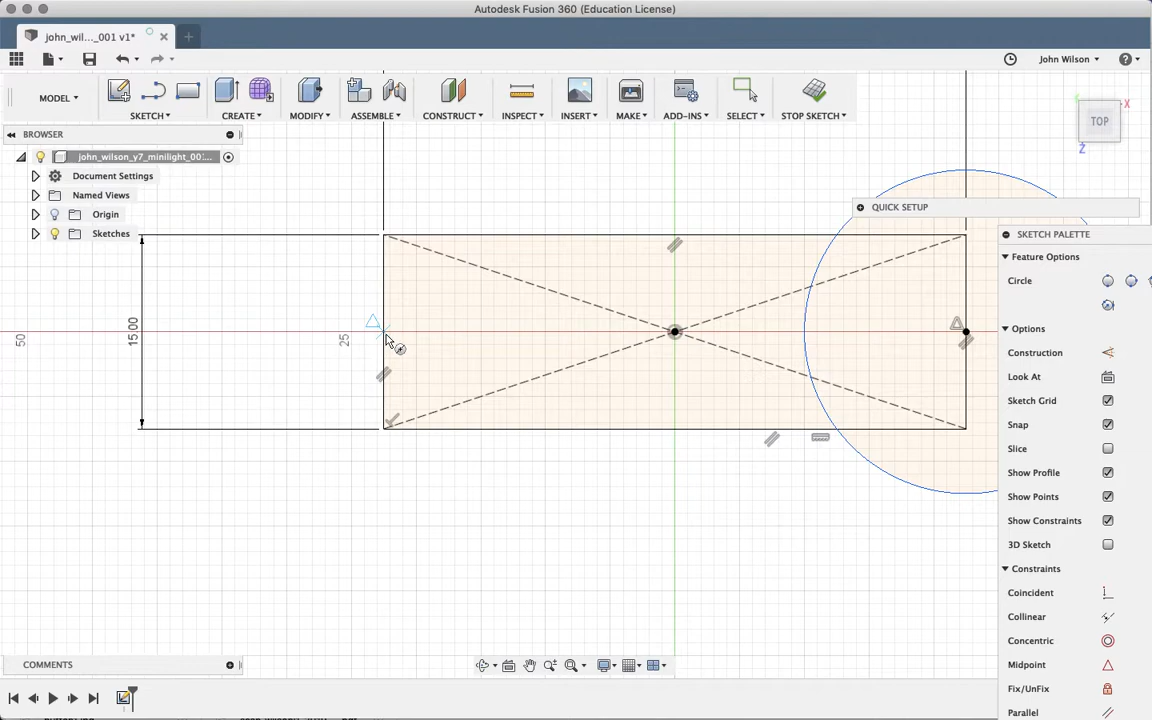 Autodesk Fusion 360 (Education License)
john_wil..._001 v1*
John Wilson
MODEL
SKETCH
CREATE
MODIFY
ASSEMBLE
CONSTRUCT
INSPECT
INSERT
MAKE
ADD-INS
SELECT
STOP SKETCH
BROWSER
john_wilson_y7_minilight_00:...
Document Settings
Named Views
Origin
Sketches
TOP
X
Z
QUICK SETUP
SKETCH PALETTE
Feature Options
Circle
Options
Construction
Look At
Sketch Grid
Snap
Slice
Show Profile
Show Points
Show Constraints
3D Sketch
Constraints
Coincident
Collinear
Concentric
Midpoint
Fix/UnFix
Parallel
50
15.00
25
COMMENTS